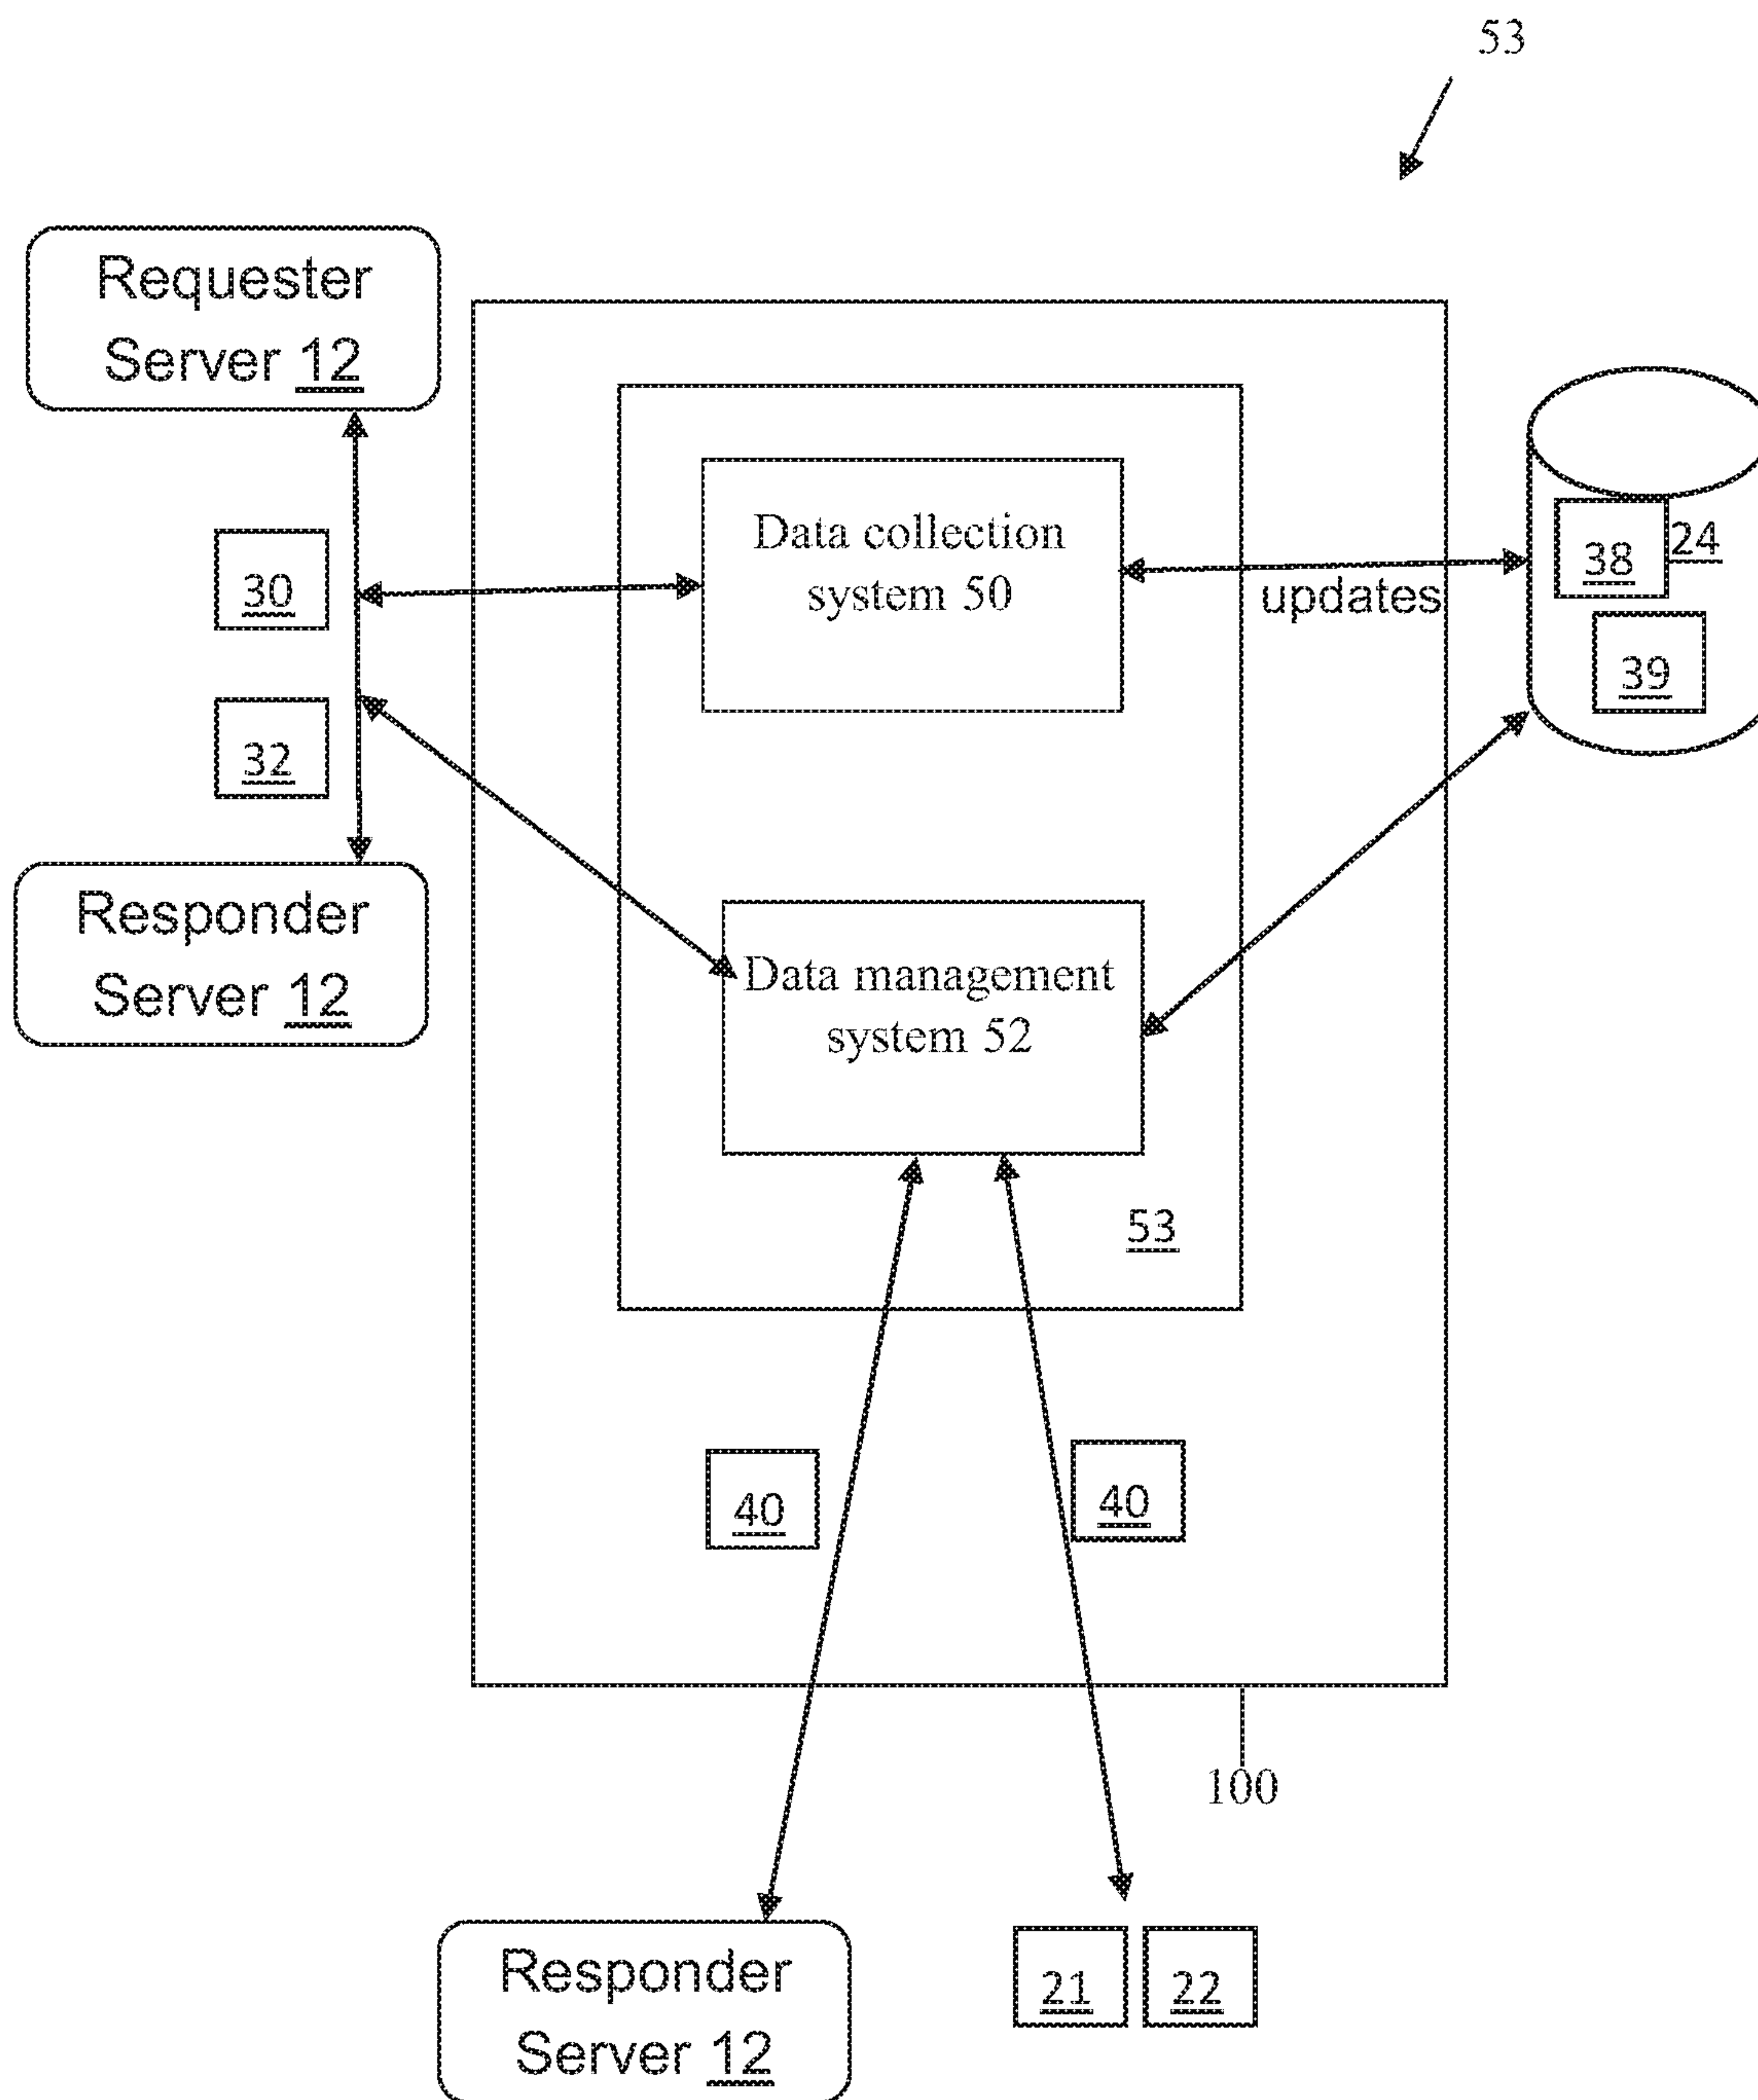 53
Requester
Server 12
Data collection
system 50
updates
38
24
39
30
32
Responder
Server 12
Data management
system 52
53
40
40
100
Responder
Server 12
21
22